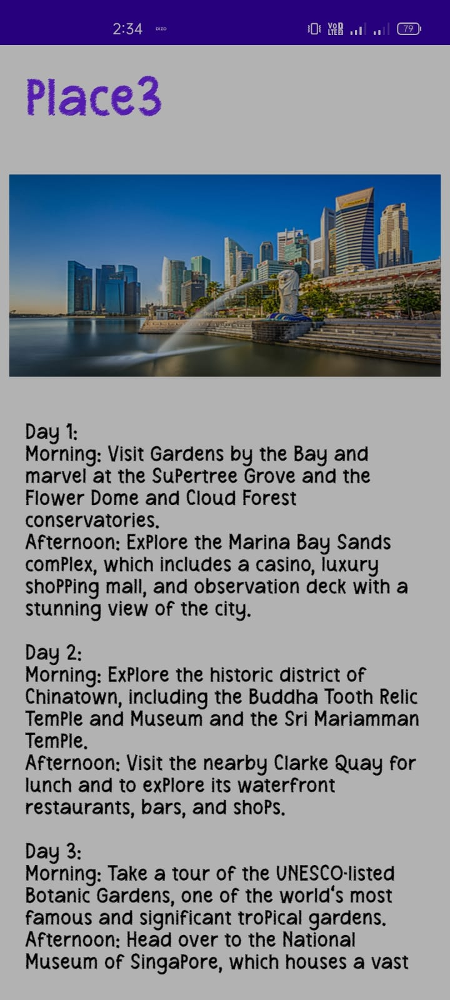 2:34 DIZO VoD LTE2 79
Place3
Day 1:
Morning: Visit Gardens by the Bay and
marvel at the SuPertree Grove and the
Flower Dome and Cloud Forest
conservatories.
Afternoon: ExPlore the Marina Bay Sands
comPlex, which includes a casino, luxury
shoPPing mall, and observation deck with a
stunning view of the city.
Day 2:
Morning: ExPlore the historic district of
Chinatown, including the Buddha Tooth Relic
TemPle and Museum and the Sri Mariamman
TemPle.
Afternoon: Visit the nearby Clarke Quay for
lunch and to exPlore its waterfront
restaurants, bars, and shoPs.
Day 3:
Morning: Take a tour of the UNESCO-listed
Botanic Gardens, one of the world's most
famous and significant troPical gardens.
Afternoon: Head over to the National
Museum of SingaPore, which houses a vast